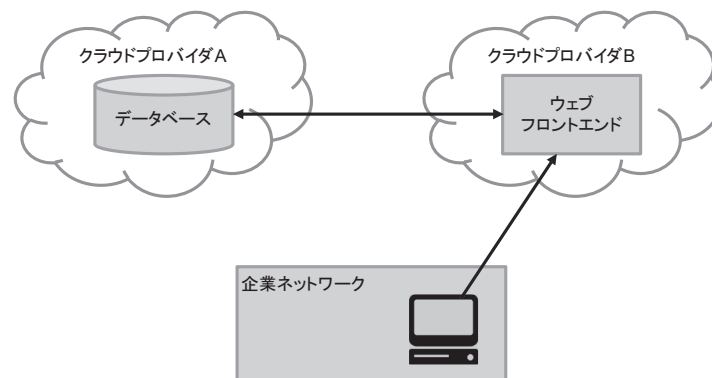 クラウドプロバイダA
データベース
クラウドプロバイダB
ウェブ
フロントエンド
企業ネットワーク